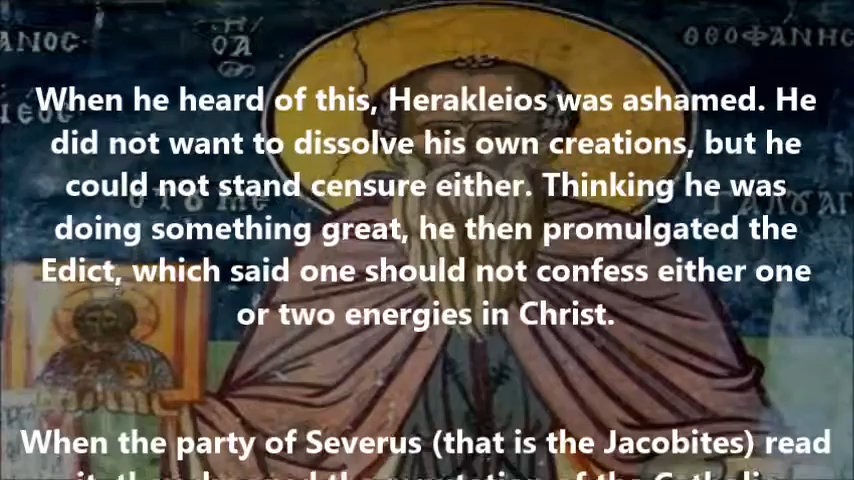 ΑΝΟС
ΟΑ
ΘΕΟΦΑΝΗС
When he heard of this, Herakleios was ashamed. He
did not want to dissolve his own creations, but he
could not stand censure either. Thinking he was
doing something great, he then promulgated the
Edict, which said one should not confess either one
or two energies in Christ.
When the party of Severus (that is the Jacobites) read